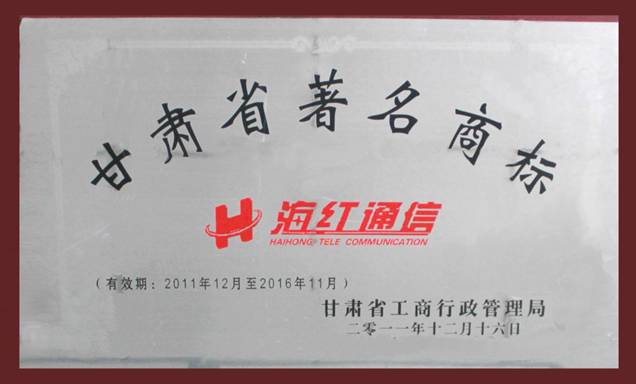 甘肃省著名商标
海红通信
HAIHONG TELE COMMUNICATION
（有效期：2011年12月至2016年11月）
甘肃省工商行政管理局
二零一一年十二月十六日